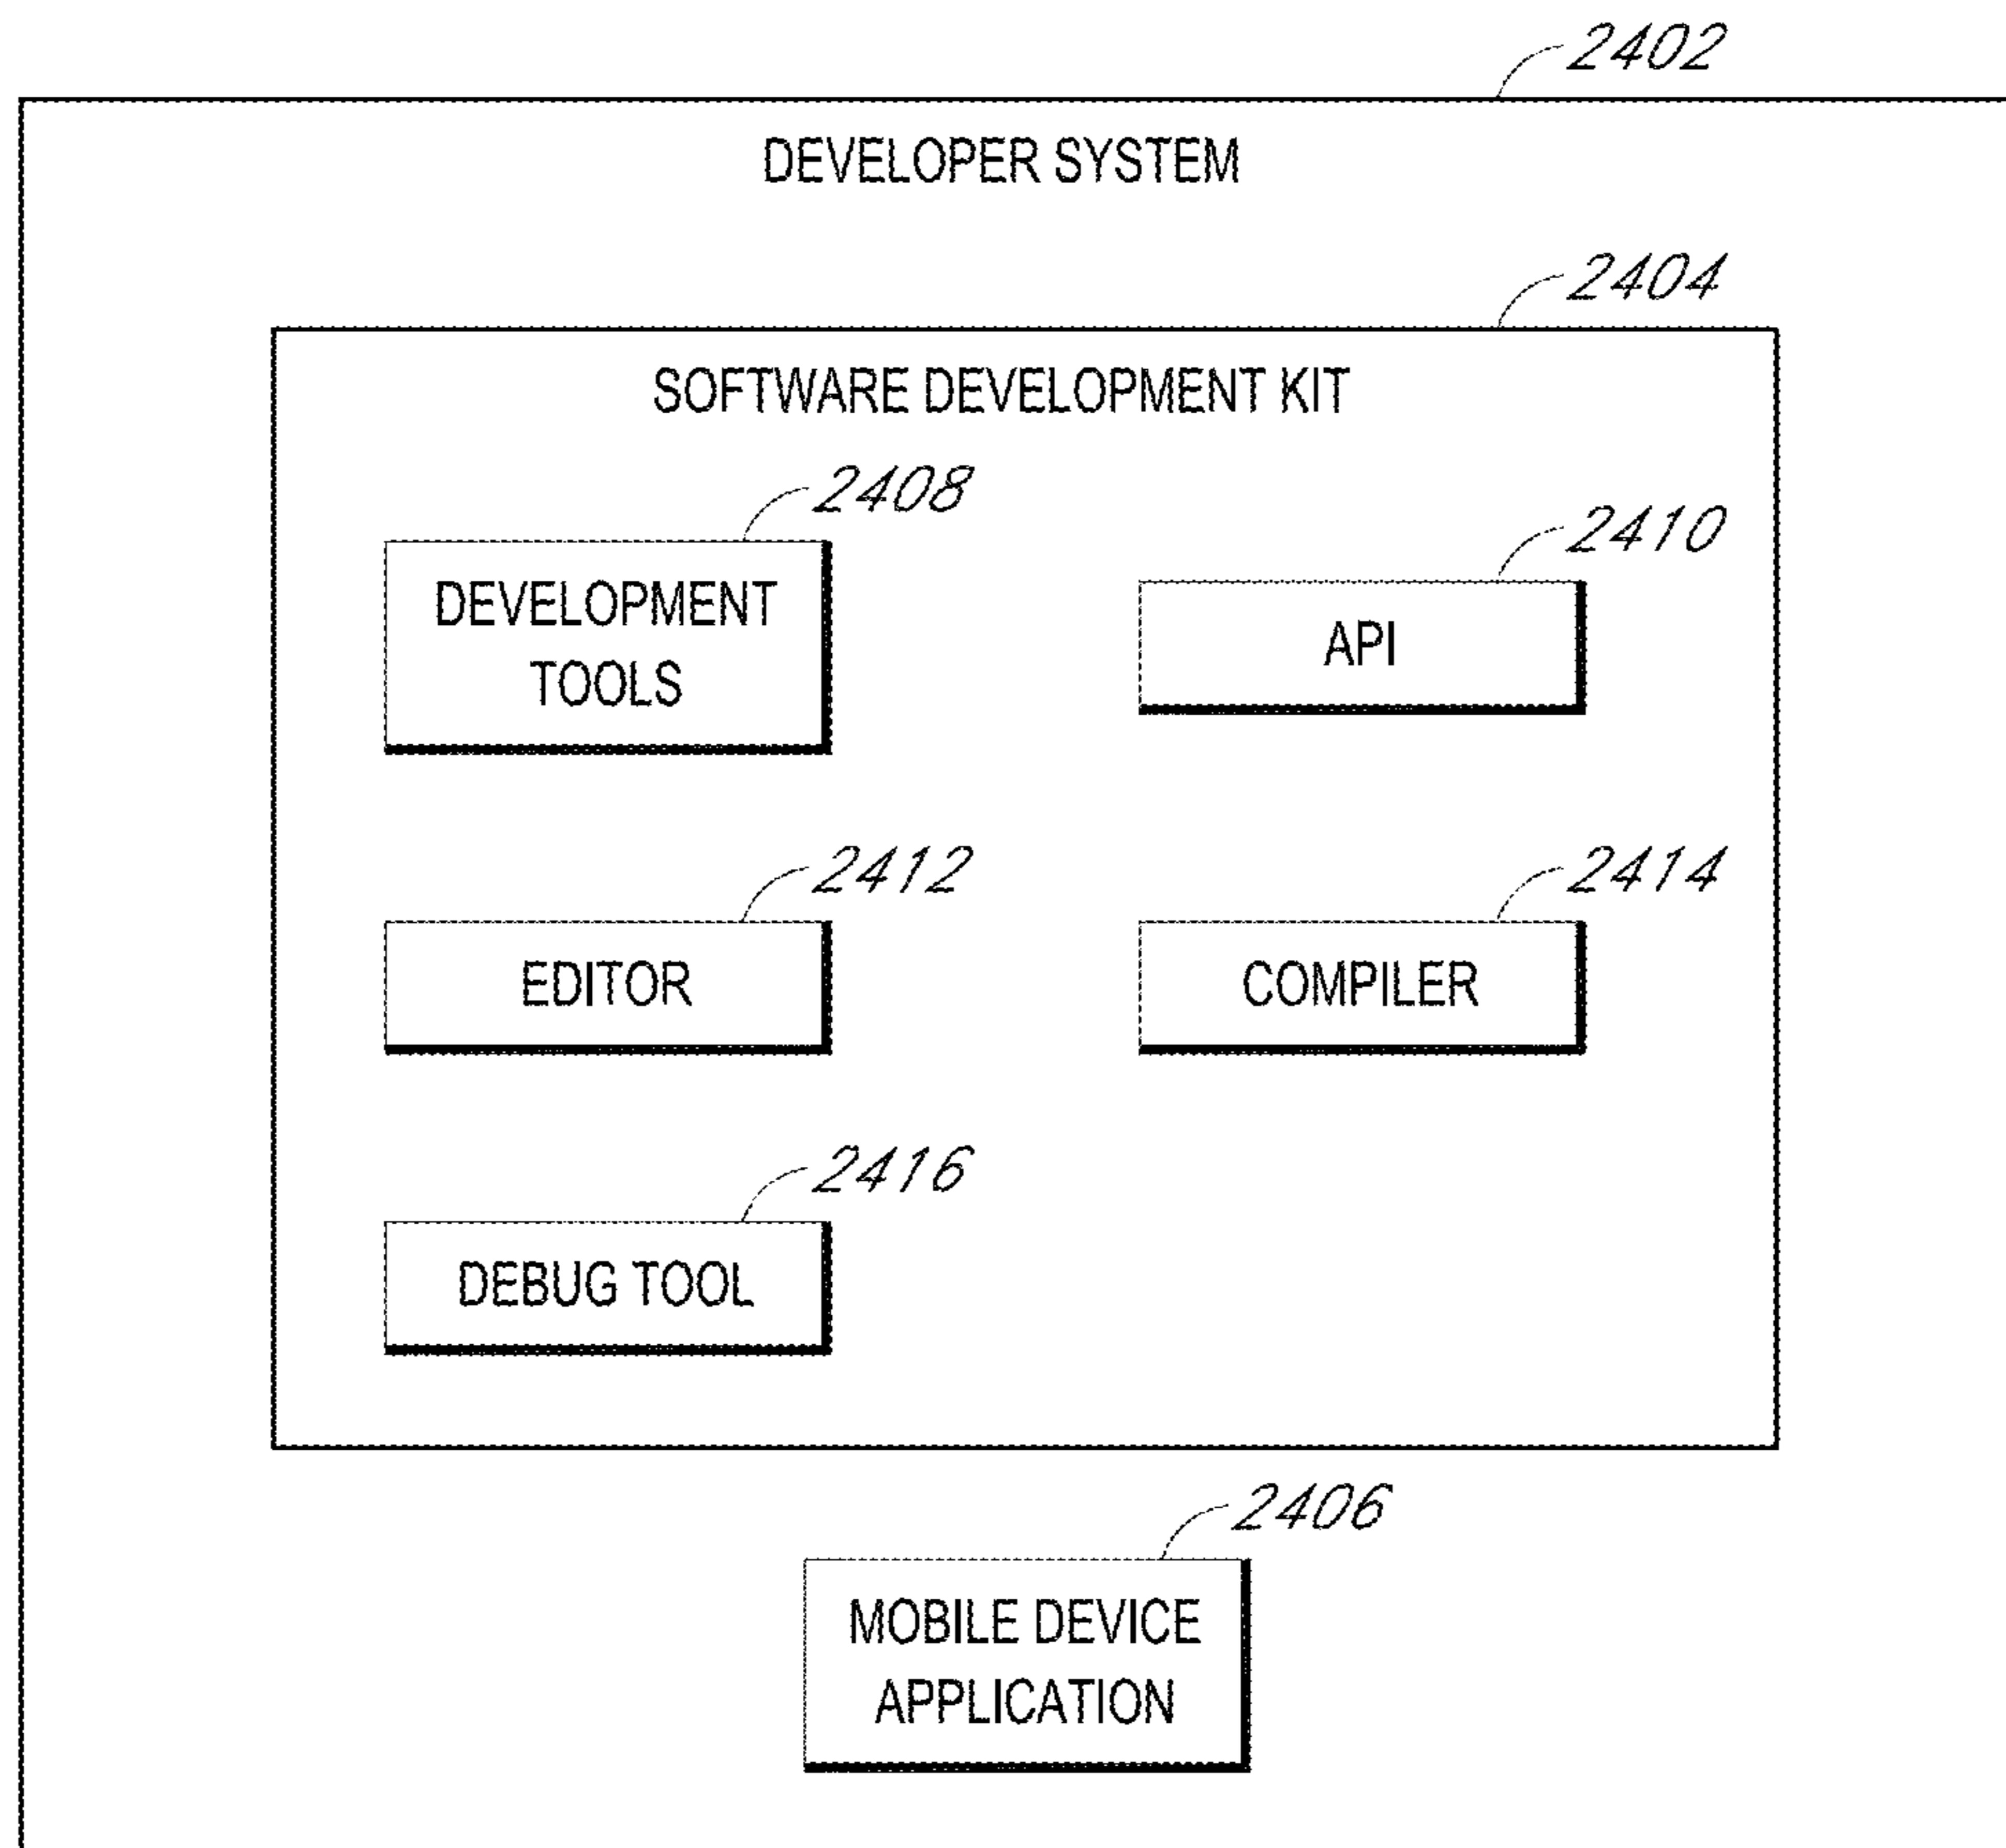 2402
DEVELOPER SYSTEM
2404
SOFTWARE DEVELOPMENT KIT
2408
DEVELOPMENT
TOOLS
2410
API
2412
EDITOR
2414
COMPILER
2416
DEBUG TOOL
2406
MOBILE DEVICE
APPLICATION